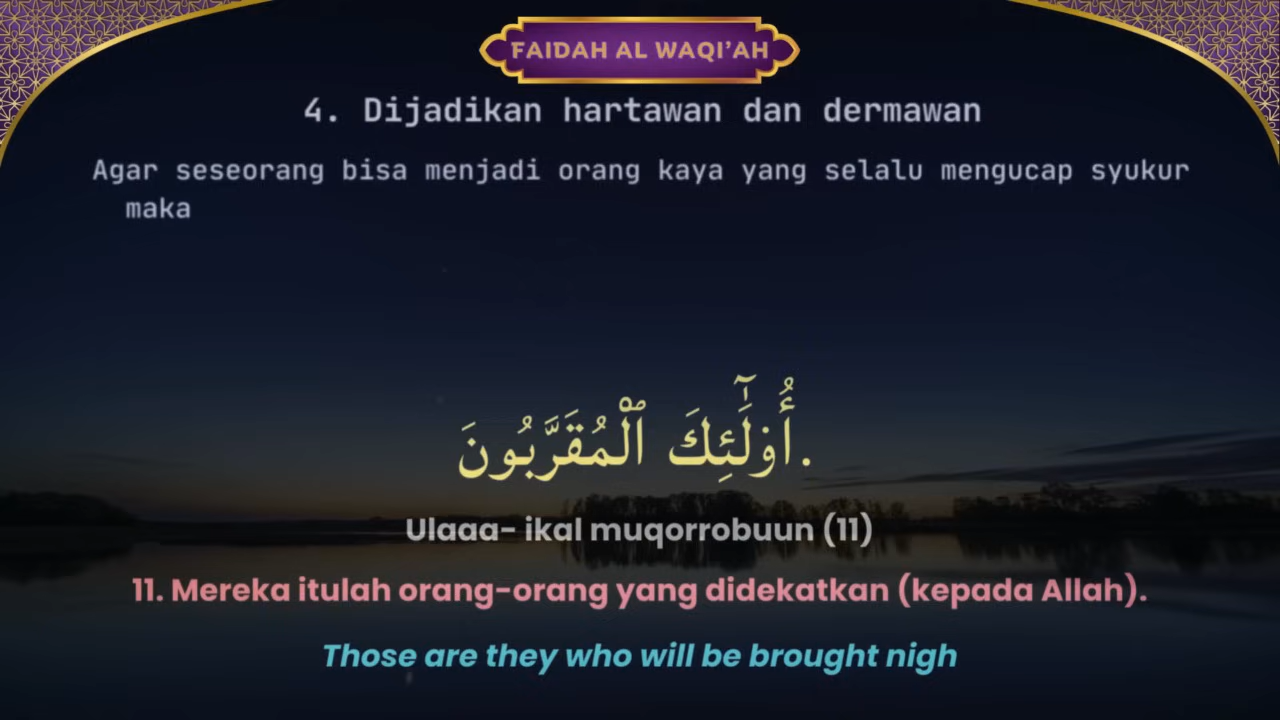 FAIDAH AL WAQI’AH
4. Dijadikan hartawan dan dermawan
Agar seseorang bisa menjadi orang kaya yang selalu mengucap syukur
maka
أُو۟لَٰٓئِكَ ٱلْمُقَرَّبُونَ.
Ulaaa- ikal muqorrobuun (11)
11. Mereka itulah orang-orang yang didekatkan (kepada Allah).
Those are they who will be brought nigh